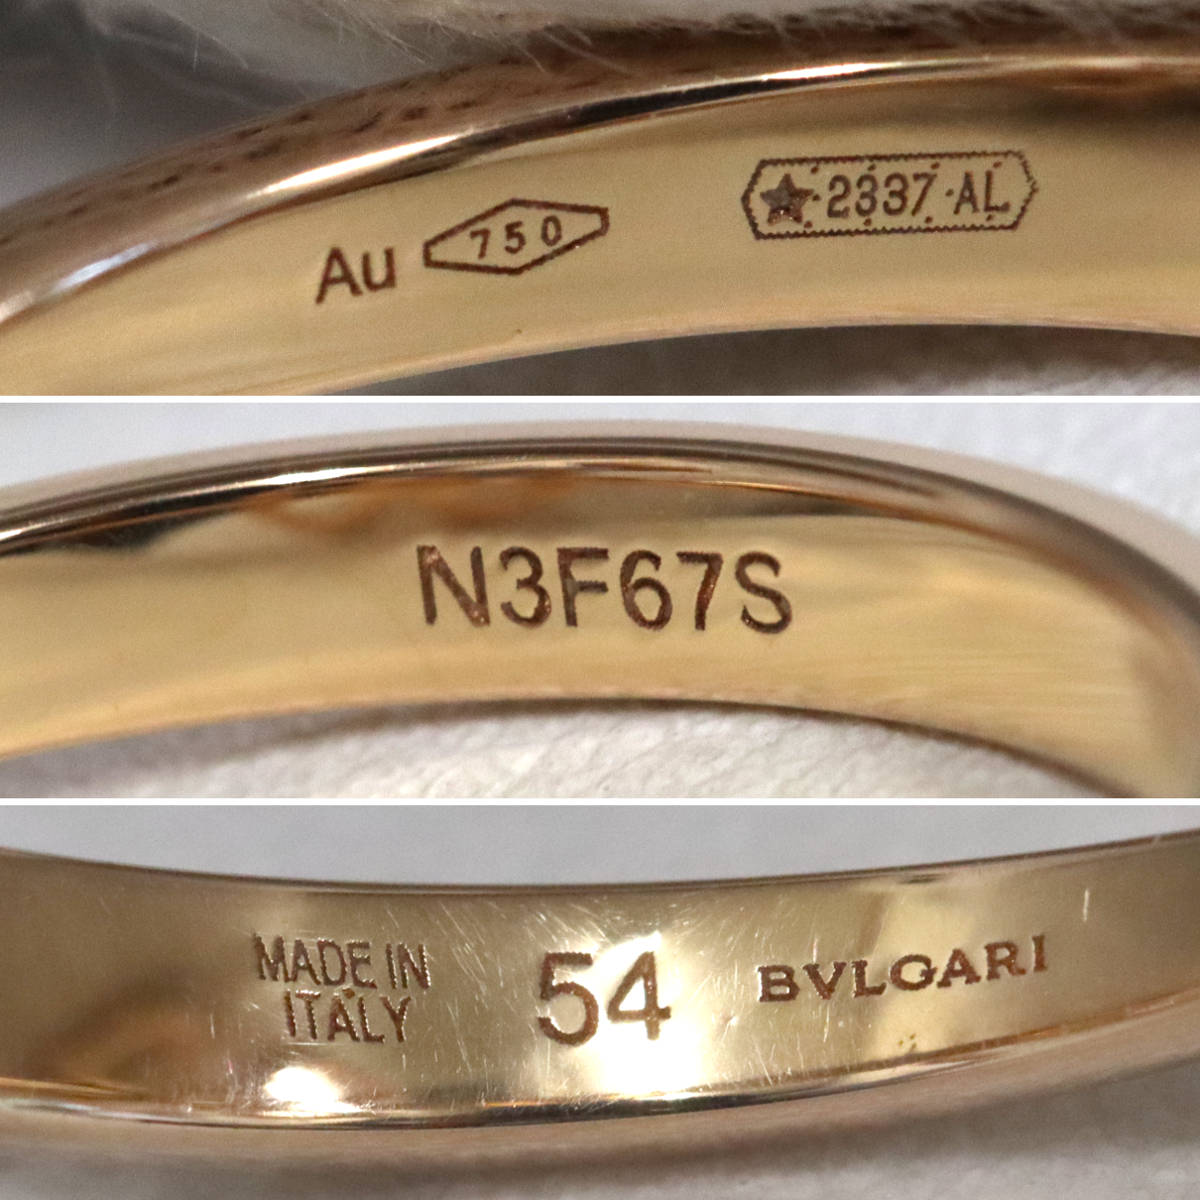 Au 750 ★2337 AL
N3F67S
MADE IN
ITALY
54
BVLGARI